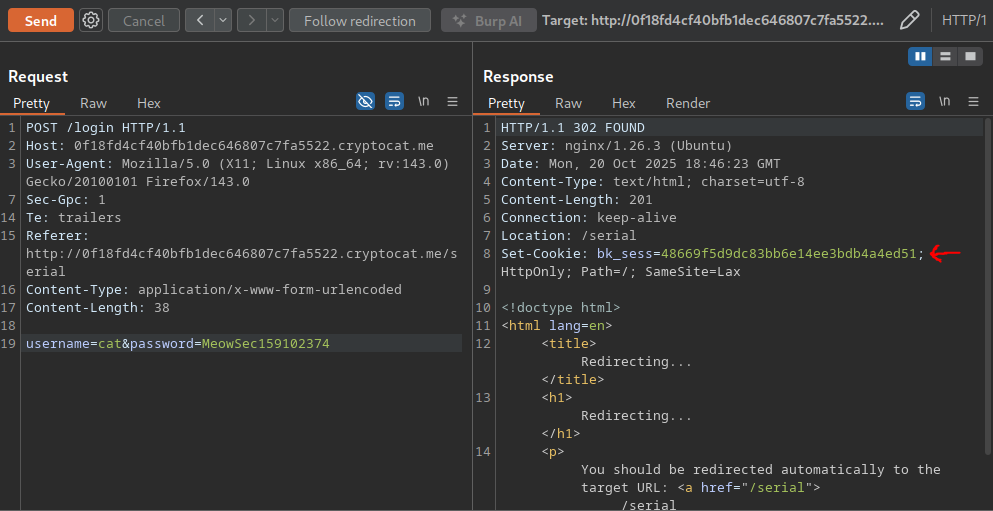 Send Cancel < > Follow redirection Burp AI Target: http://0f18fd4cf40bfb1dec646807c7fa5522.... HTTP/1
Request
Pretty Raw Hex \n
1 POST /login HTTP/1.1
2 Host: 0f18fd4cf40bfb1dec646807c7fa5522.cryptocat.me
3 User-Agent: Mozilla/5.0 (X11; Linux x86_64; rv:143.0)
Gecko/20100101 Firefox/143.0
7 Sec-Gpc: 1
14 Te: trailers
15 Referer:
http://0f18fd4cf40bfb1dec646807c7fa5522.cryptocat.me/s
erial
16 Content-Type: application/x-www-form-urlencoded
17 Content-Length: 38
18
19 username=cat&password=MeowSec159102374
Response
Pretty Raw Hex Render \n
1 HTTP/1.1 302 FOUND
2 Server: nginx/1.26.3 (Ubuntu)
3 Date: Mon, 20 Oct 2025 18:46:23 GMT
4 Content-Type: text/html; charset=utf-8
5 Content-Length: 201
6 Connection: keep-alive
7 Location: /serial
8 Set-Cookie: bk_sess=48669f5d9dc83bb6e14ee3bdb4a4ed51;
HttpOnly; Path=/; SameSite=Lax
9
10 <!doctype html>
11 <html lang=en>
12 <title>
Redirecting...
</title>
13 <h1>
Redirecting...
</h1>
14 <p>
You should be redirected automatically to the
target URL: <a href="/serial">
/serial